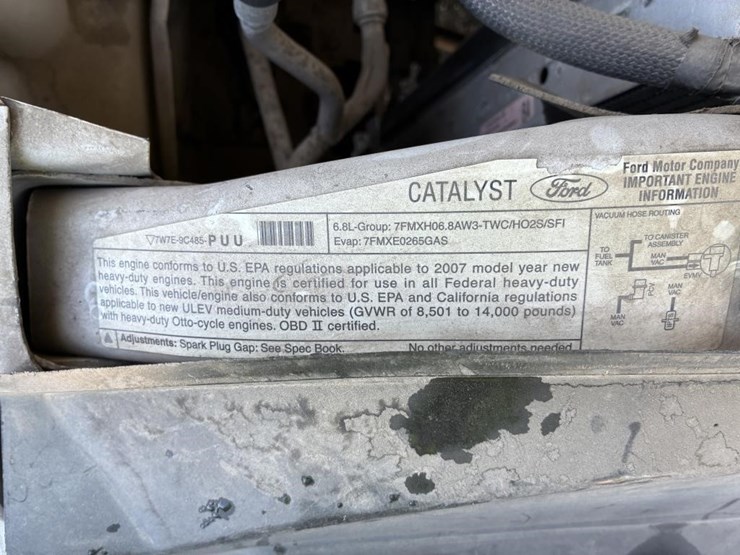 CATALYST Ford
Ford Motor Company
IMPORTANT ENGINE
INFORMATION
7W7E-9C485-PUU
6.8L-Group: 7FMXH06.8AW3-TWC/HO2S/SFI
Evap: 7FMXE0265GAS
This engine conforms to U.S. EPA regulations applicable to 2007 model year new
heavy-duty engines. This engine is certified for use in all Federal heavy-duty
vehicles. This vehicle/engine also conforms to U.S. EPA and California regulations
applicable to new ULEV medium-duty vehicles (GVWR of 8,501 to 14,000 pounds)
with heavy-duty Otto-cycle engines. OBD II certified.
Adjustments: Spark Plug Gap: See Spec Book. No other adjustments needed.
VACUUM HOSE ROUTING
TO CANISTER
ASSEMBLY
TO
FUEL
TANK
MAN
VAC
T
EVMV
PCV
MAN
VAC
MAN
VAC